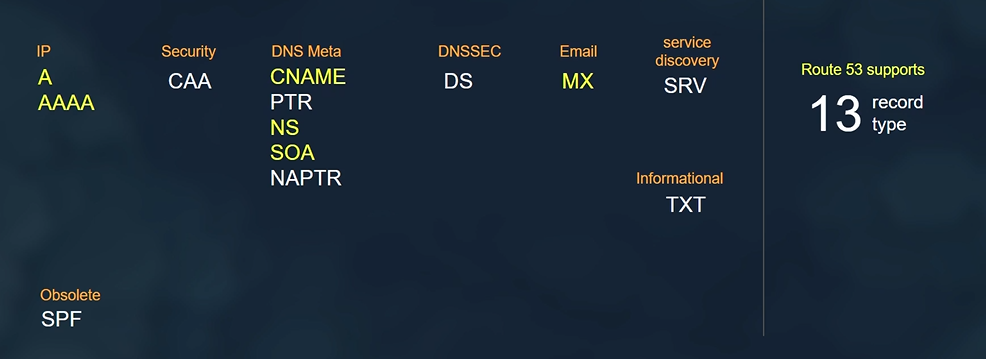 IP
A
AAAA
Security
CAA
DNS Meta
CNAME
PTR
NS
SOA
NAPTR
DNSSEC
DS
Email
MX
service
discovery
SRV
Informational
TXT
Obsolete
SPF
Route 53 supports
13 record
type